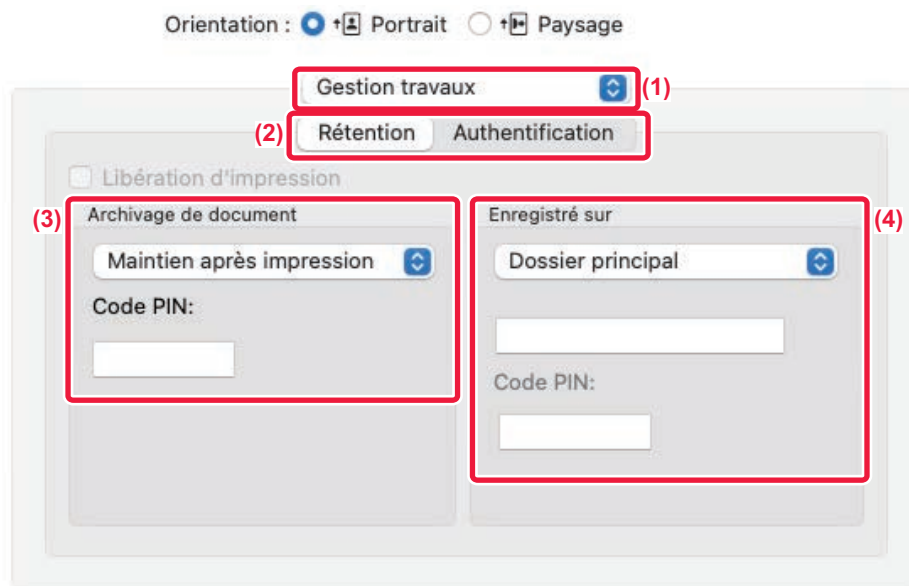 Orientation : Portrait Paysage
Gestion travaux (1)
(2) Rétention Authentification
Libération d'impression
(3) Archivage de document
Maintien après impression
Code PIN:
Enregistré sur (4)
Dossier principal
Code PIN: